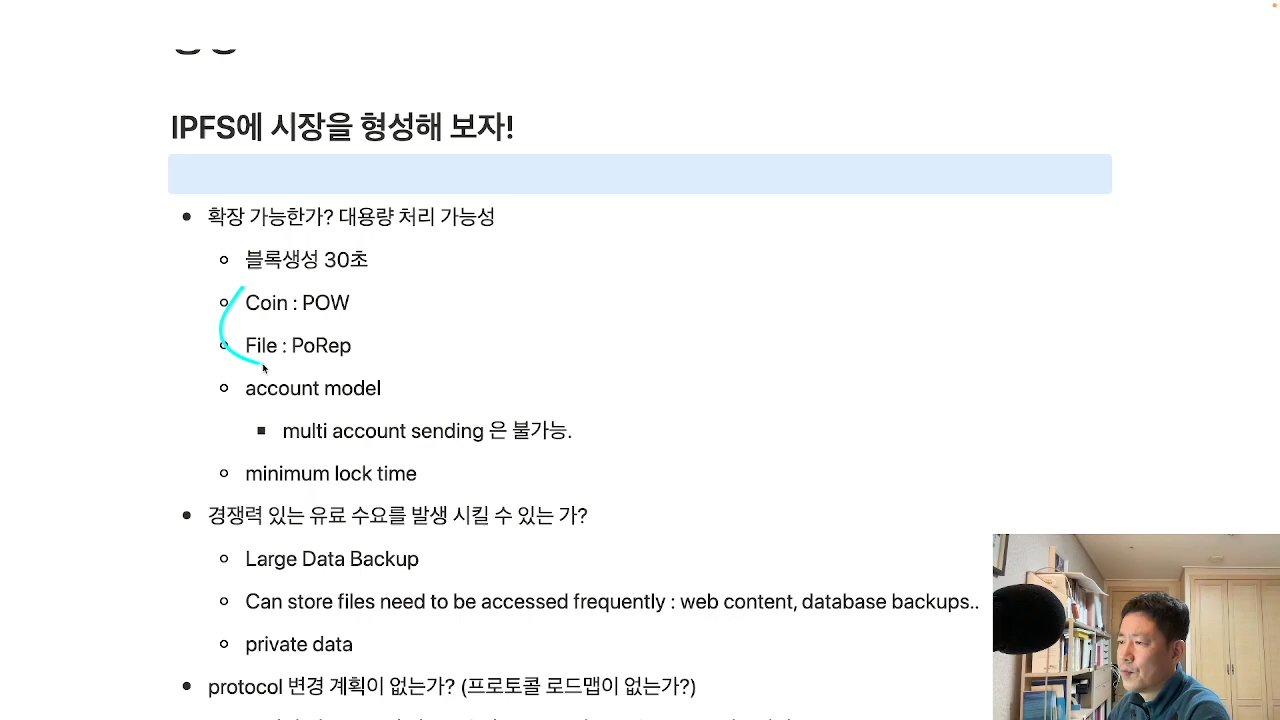 IPFS에 시장을 형성해 보자!
확장 가능한가? 대용량 처리 가능성
블록생성 30초
Coin : POW
File : PoRep
account model
multi account sending 은 불가능.
minimum lock time
경쟁력 있는 유료 수요를 발생 시킬 수 있는 가?
Large Data Backup
Can store files need to be accessed frequently : web content, database backups..
private data
protocol 변경 계획이 없는가? (프로토콜 로드맵이 없는가?)